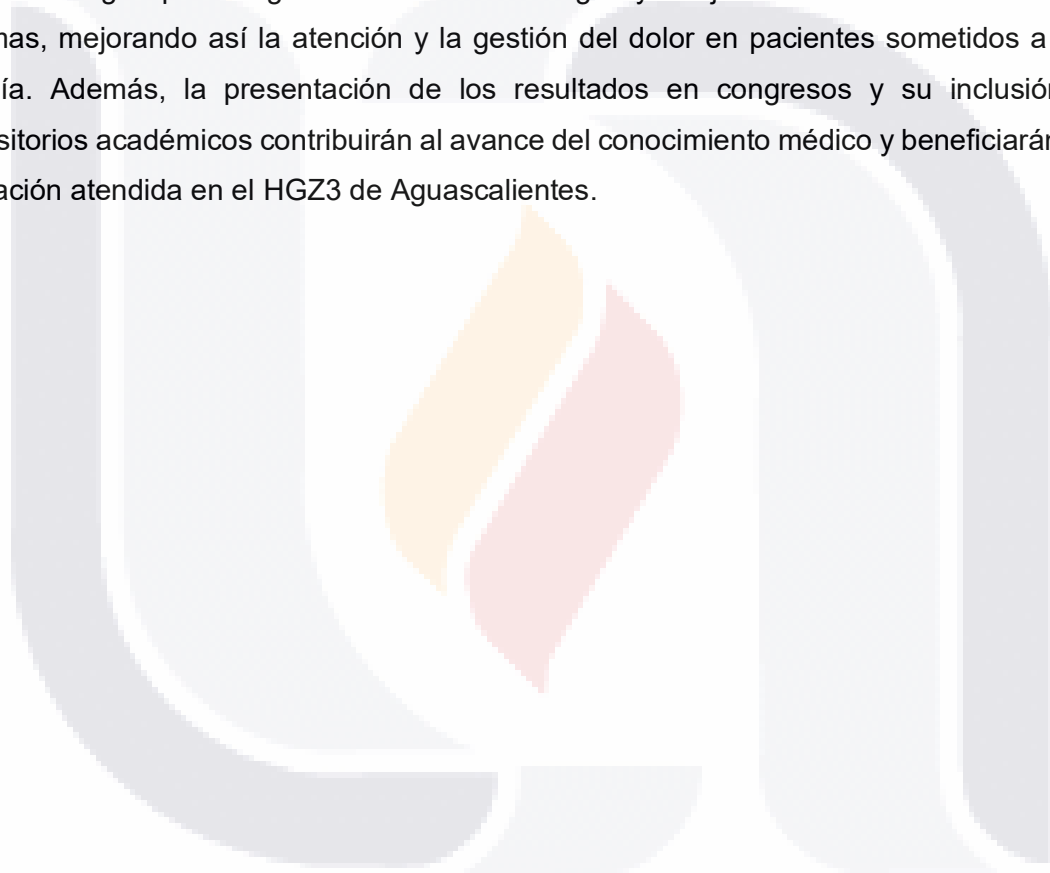 mas, mejorando así la atención y la gestión del dolor en pacientes sometidos a
ía. Además, la presentación de los resultados en congresos y su inclusión
sitorios académicos contribuirán al avance del conocimiento médico y beneficiarán
ación atendida en el HGZ3 de Aguascalientes.